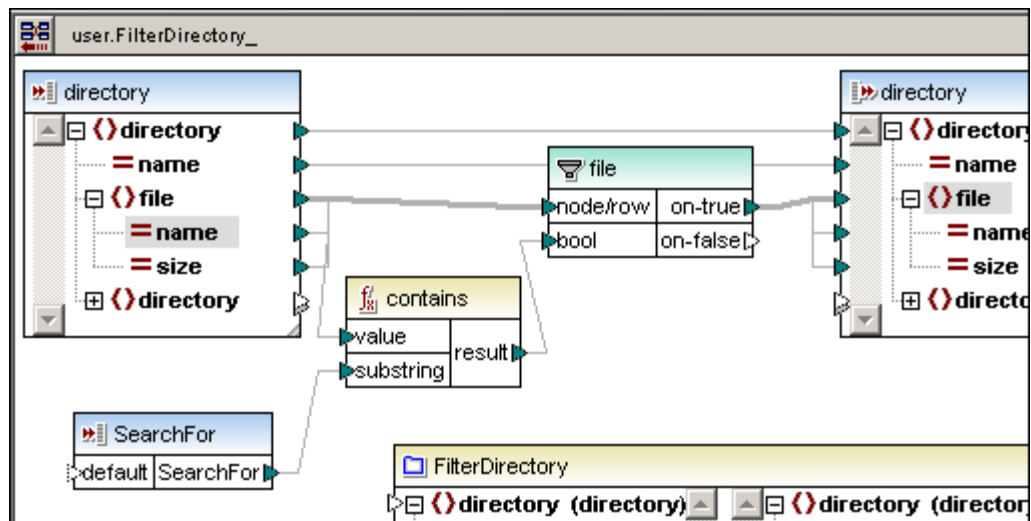 user.FilterDirectory_
directory
directory
name
file
name
size
directory
file
node/row on-true
bool on-false
directory
name
file
size
contains
value
substring
result
SearchFor
default SearchFor
FilterDirectory
directory (directory)